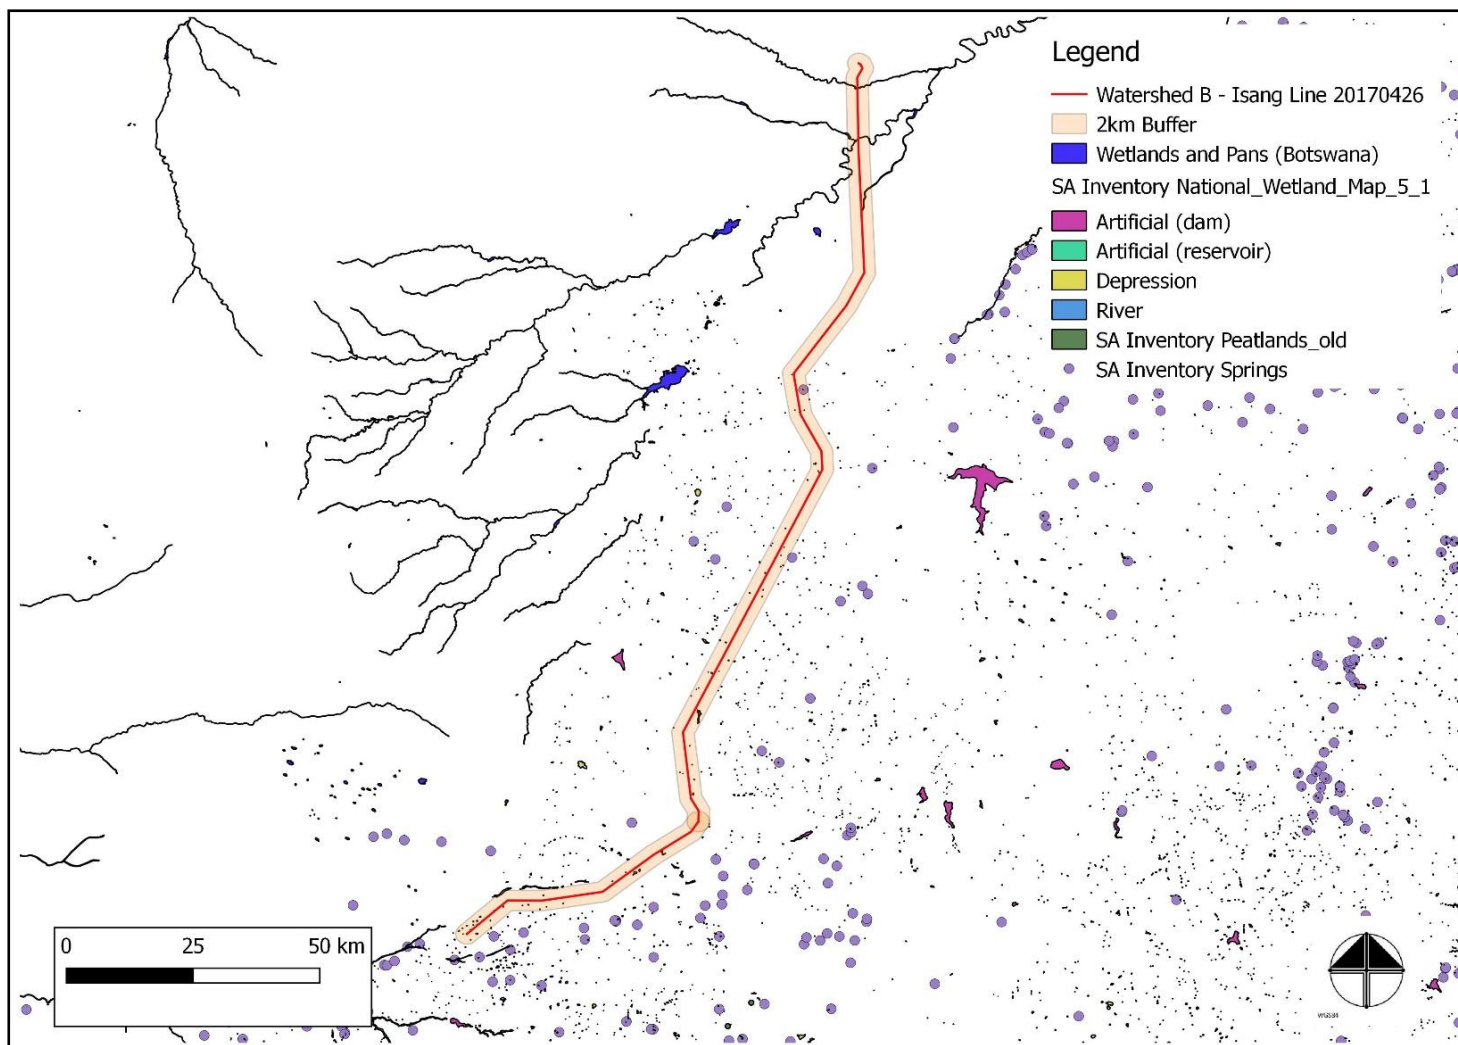 Legend
Watershed B - Isang Line 20170426
2km Buffer
Wetlands and Pans (Botswana)
SA Inventory National_Wetland_Map_5_1
Artificial (dam)
Artificial (reservoir)
Depression
River
SA Inventory Peatlands_old
SA Inventory Springs
0 25 50 km
WGS84